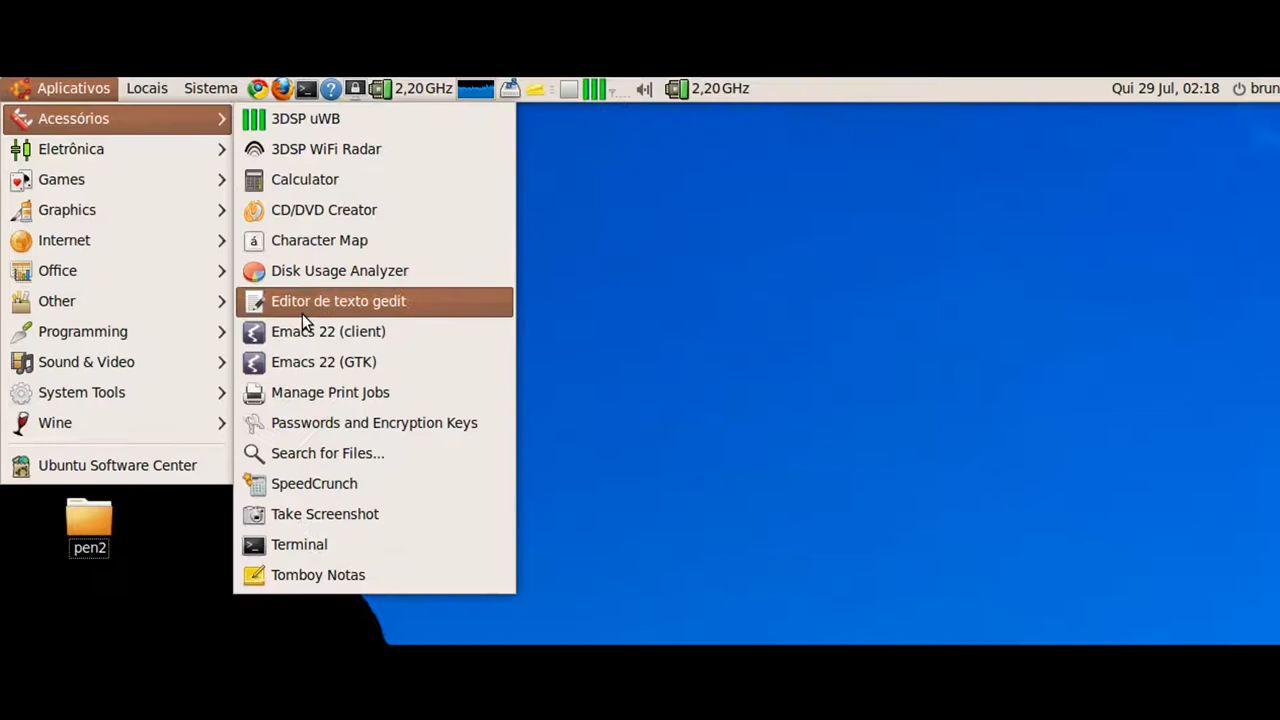 Aplicativos Locais Sistema 2,20 GHz 2,20 GHz Qui 29 Jul, 02:18 brun
Acessórios
Eletrônica
Games
Graphics
Internet
Office
Other
Programming
Sound & Video
System Tools
Wine
Ubuntu Software Center
3DSP uWB
3DSP WiFi Radar
Calculator
CD/DVD Creator
Character Map
Disk Usage Analyzer
Editor de texto gedit
Emacs 22 (client)
Emacs 22 (GTK)
Manage Print Jobs
Passwords and Encryption Keys
Search for Files...
SpeedCrunch
Take Screenshot
Terminal
Tomboy Notas
pen2